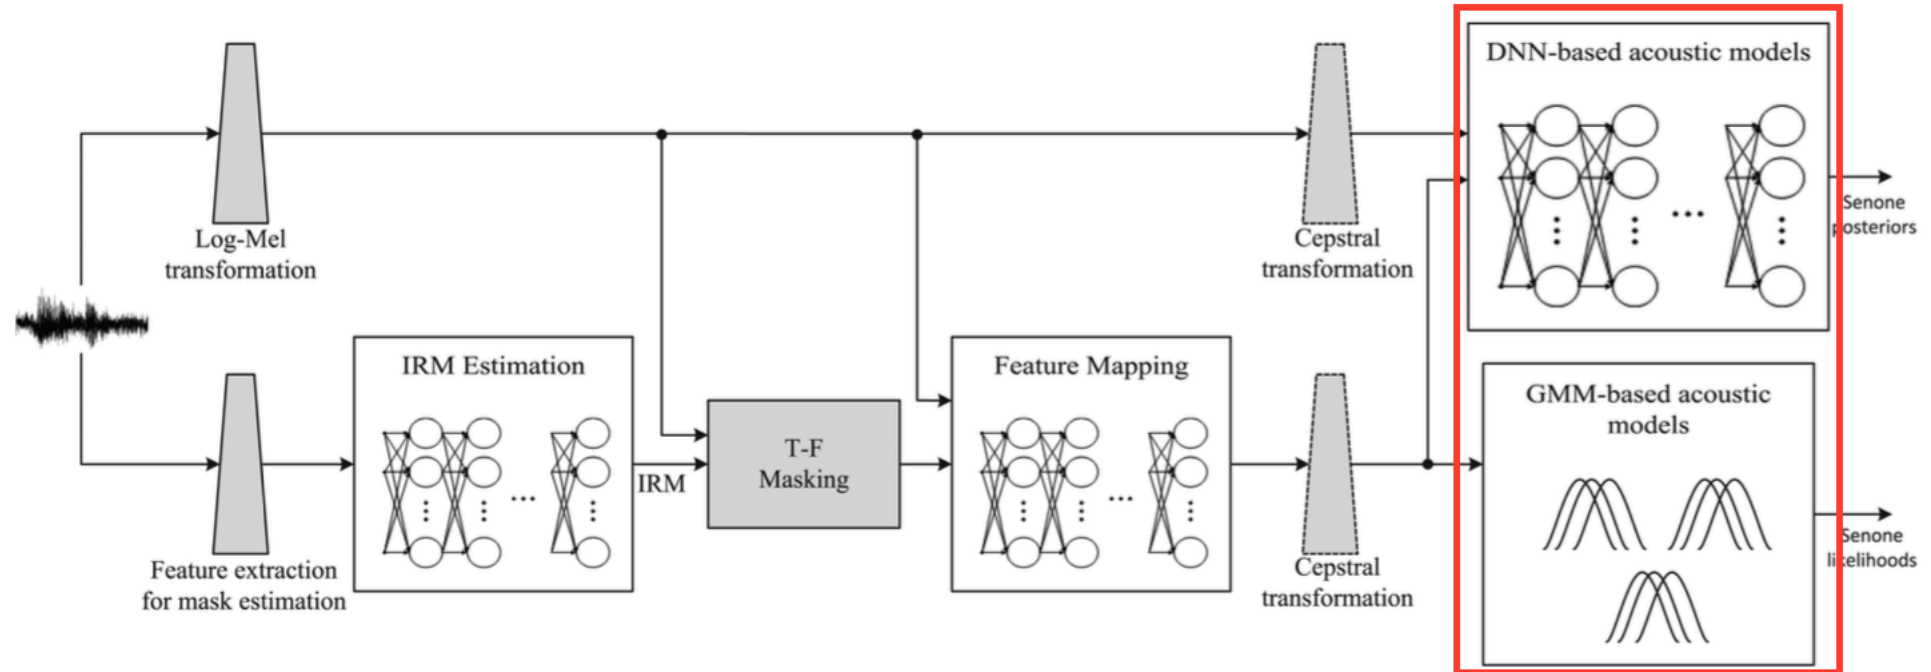 DNN-based acoustic models
Senone
posteriors
Log-Mel
transformation
Cepstral
transformation
IRM Estimation
IRM
T-F
Masking
Feature Mapping
GMM-based acoustic
models
Senone
likelihoods
Feature extraction
for mask estimation
Cepstral
transformation